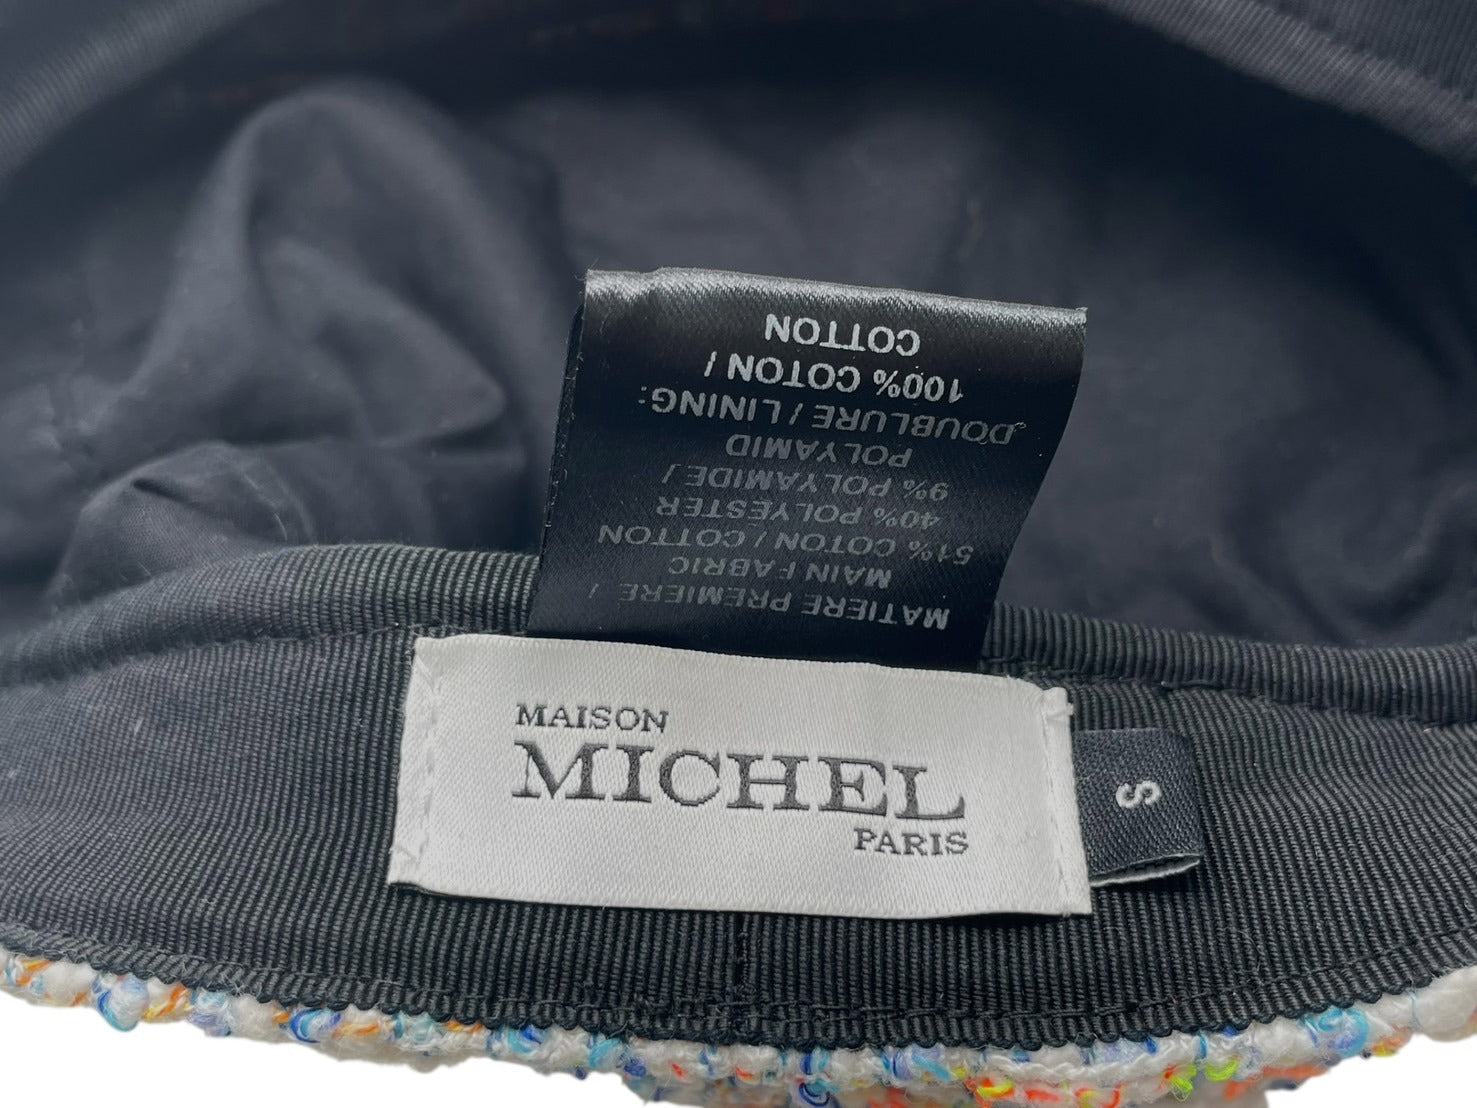 MATIERE PREMIERE /
MAIN FABRIC
51% COTON / COTTON
40% POLYESTER
9% POLYAMIDE /
POLYAMID
DOUBLURE / LINING:
100% COTON /
COTTON
MAISON
MICHEL
PARIS
S